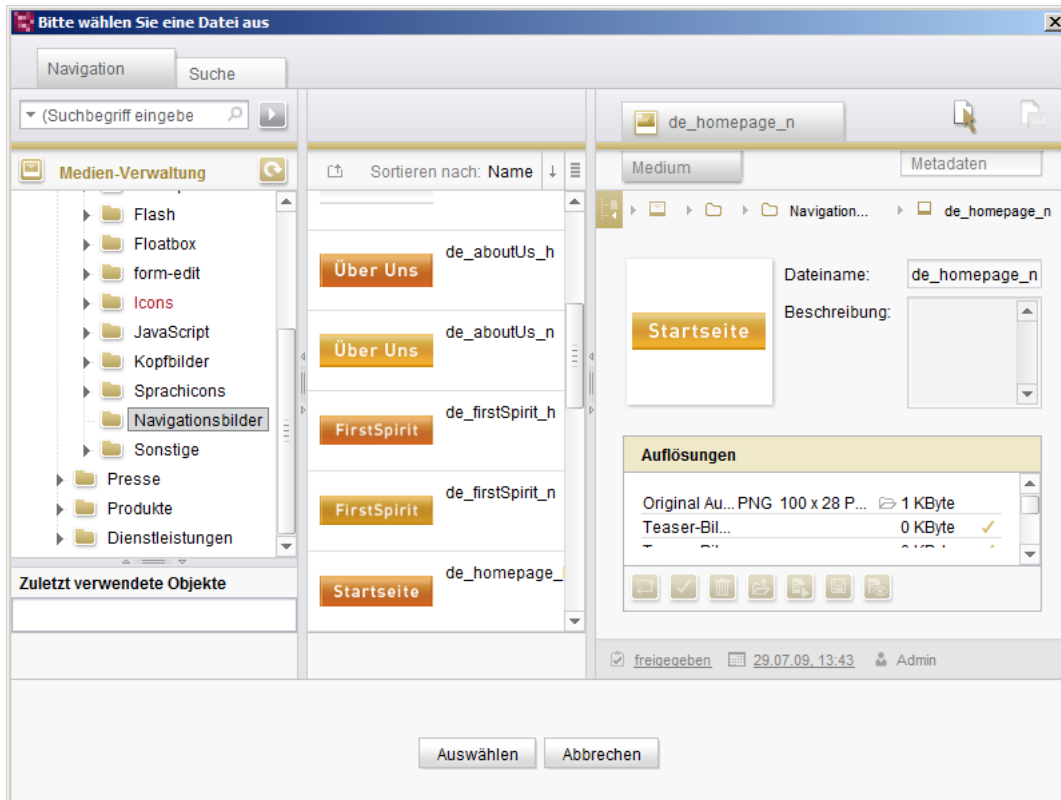 Bitte wählen Sie eine Datei aus
Navigation
Suche
(Suchbegriff eingebe
Medien-Verwaltung
Flash
Floatbox
form-edit
Icons
JavaScript
Kopfbilder
Sprachicons
Navigationsbilder
Sonstige
Presse
Produkte
Dienstleistungen
Zuletzt verwendete Objekte
Sortieren nach: Name
Über Uns
de_aboutUs_h
Über Uns
de_aboutUs_n
FirstSpirit
de_firstSpirit_h
FirstSpirit
de_firstSpirit_n
Startseite
de_homepage_
de_homepage_n
Medium
Metadaten
Navigation...
de_homepage_n
Startseite
Dateiname:
de_homepage_n
Beschreibung:
Auflösungen
Original Au... PNG 100 x 28 P... 1 KByte
Teaser-Bil... 0 KByte
freigegeben 29.07.09, 13:43 Admin
Auswählen
Abbrechen